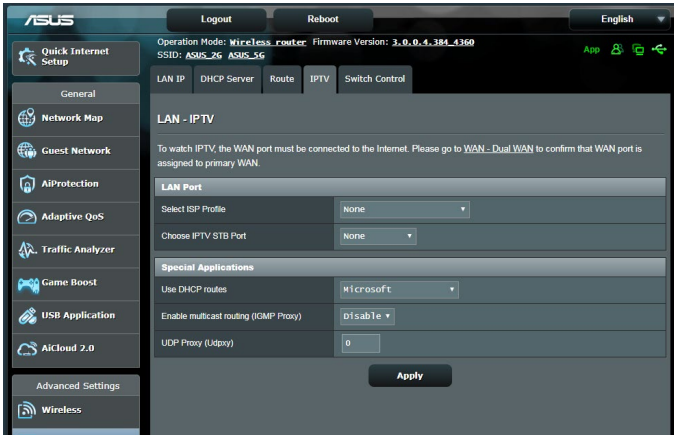 ASUS
Logout
Reboot
English
Quick Internet
Setup
General
Network Map
Guest Network
AiProtection
Adaptive QoS
Traffic Analyzer
Game Boost
USB Application
AiCloud 2.0
Advanced Settings
Wireless
Operation Mode: Wireless router Firmware Version: 3.0.0.4.384_4360
SSID: ASUS_2G ASUS_5G
App
LAN IP DHCP Server Route IPTV Switch Control
LAN - IPTV
To watch IPTV, the WAN port must be connected to the Internet. Please go to WAN - Dual WAN to confirm that WAN port is
assigned to primary WAN.
LAN Port
Select ISP Profile None
Choose IPTV STB Port None
Special Applications
Use DHCP routes Microsoft
Enable multicast routing (IGMP Proxy) Disable
UDP Proxy (Udpxy) 0
Apply